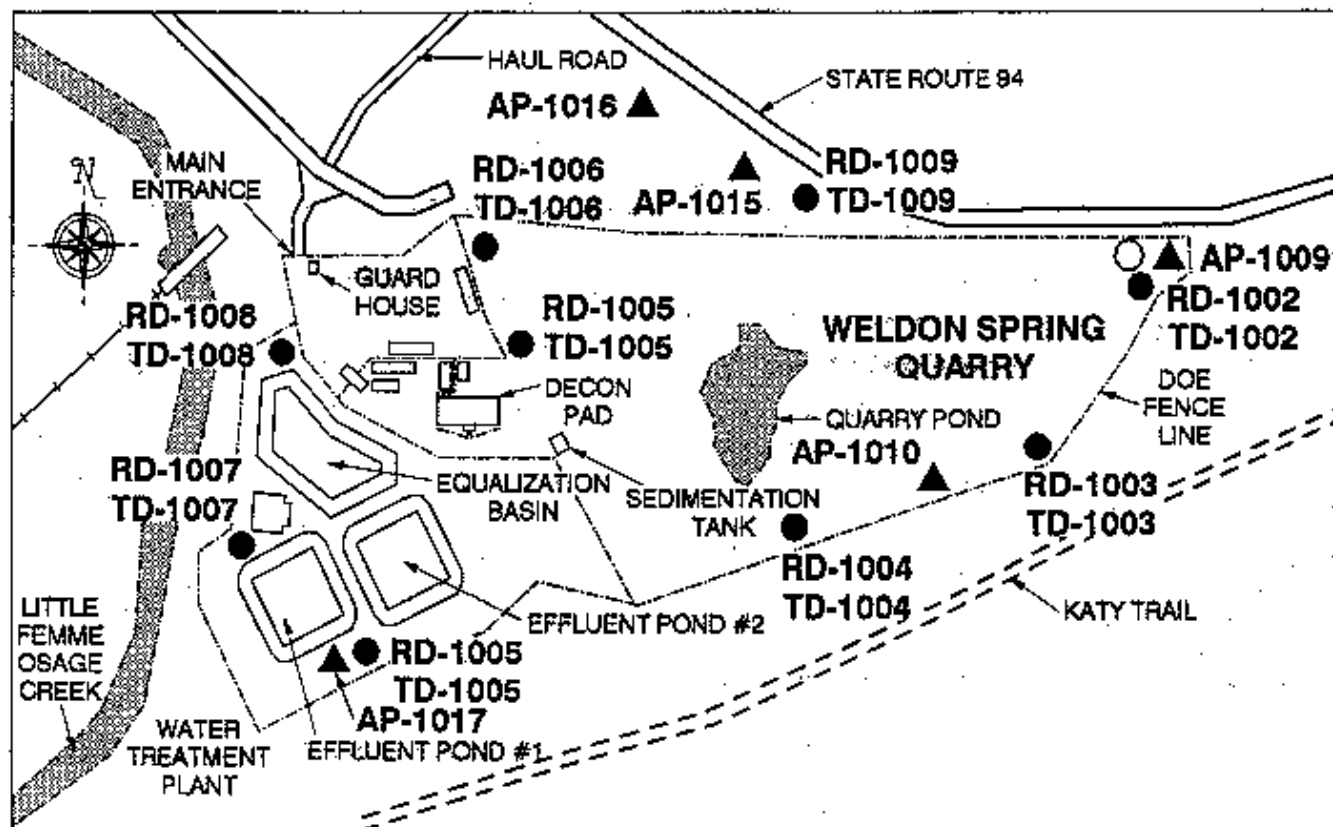 HAUL ROAD
STATE ROUTE 94
AP-1016
N
MAIN
ENTRANCE
RD-1006
TD-1006
AP-1015
RD-1009
TD-1009
GUARD
HOUSE
AP-1009
RD-1002
TD-1002
RD-1008
TD-1008
RD-1005
TD-1005
WELDON SPRING
QUARRY
DECON
PAD
QUARRY POND
DOE
FENCE
LINE
AP-1010
RD-1007
TD-1007
EQUALIZATION
BASIN
SEDIMENTATION
TANK
RD-1003
TD-1003
RD-1004
TD-1004
KATY TRAIL
LITTLE
FEMME
OSAGE
CREEK
EFFLUENT POND #2
RD-1005
TD-1005
AP-1017
WATER
TREATMENT
PLANT
EFFLUENT POND #1